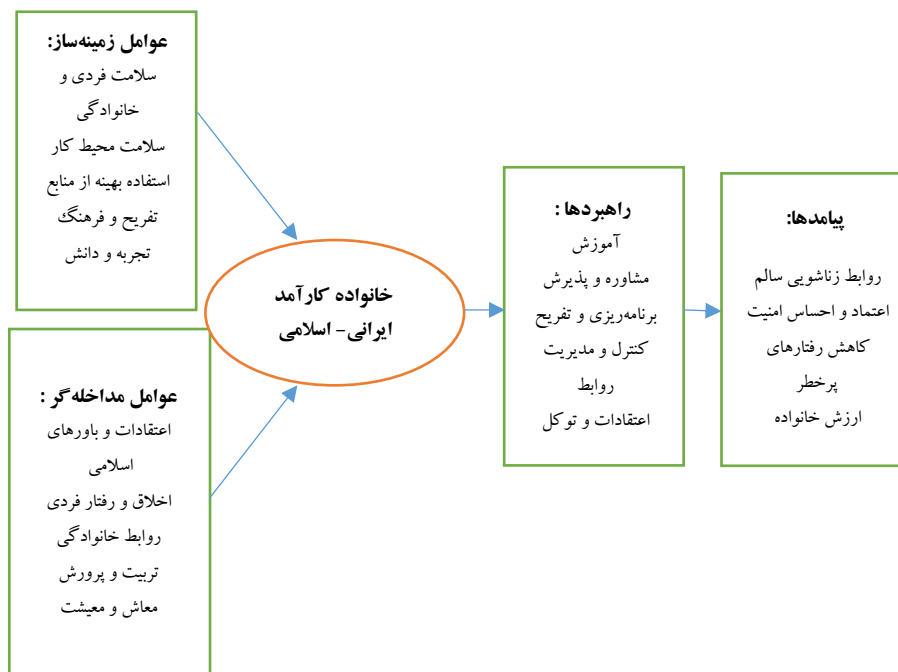 عوامل زمینه‌ساز:
سلامت فردی و
خانوادگی
سلامت محیط کار
استفاده بهینه از منابع
تفریح و فرهنگ
تجربه و دانش
عوامل مداخله‌گر :
اعتقادات و باورهای
اسلامی
اخلاق و رفتار فردی
روابط خانوادگی
تربیت و پرورش
معاش و معیشت
خانواده کارآمد
ایرانی- اسلامی
راهبردها :
آموزش
مشاوره و پذیرش
برنامه‌ریزی و تفریح
کنترل و مدیریت
روابط
اعتقادات و توکل
پیامدها:
روابط زناشویی سالم
اعتماد و احساس امنیت
کاهش رفتارهای
پرخطر
ارزش خانواده